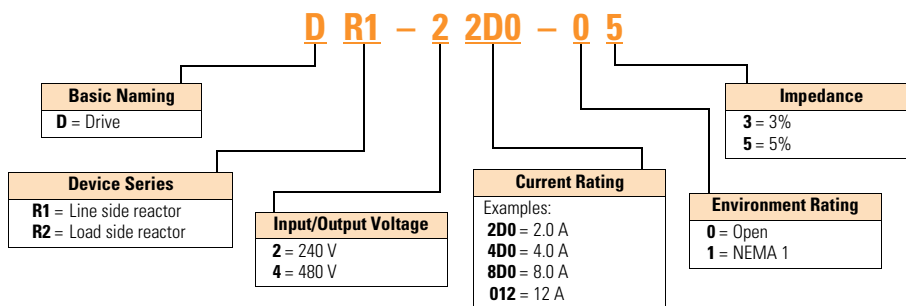 D R1 – 2 2D0 – 0 5
Basic Naming
D = Drive
Device Series
R1 = Line side reactor
R2 = Load side reactor
Input/Output Voltage
2 = 240 V
4 = 480 V
Current Rating
Examples:
2D0 = 2.0 A
4D0 = 4.0 A
8D0 = 8.0 A
012 = 12 A
Environment Rating
0 = Open
1 = NEMA 1
Impedance
3 = 3%
5 = 5%